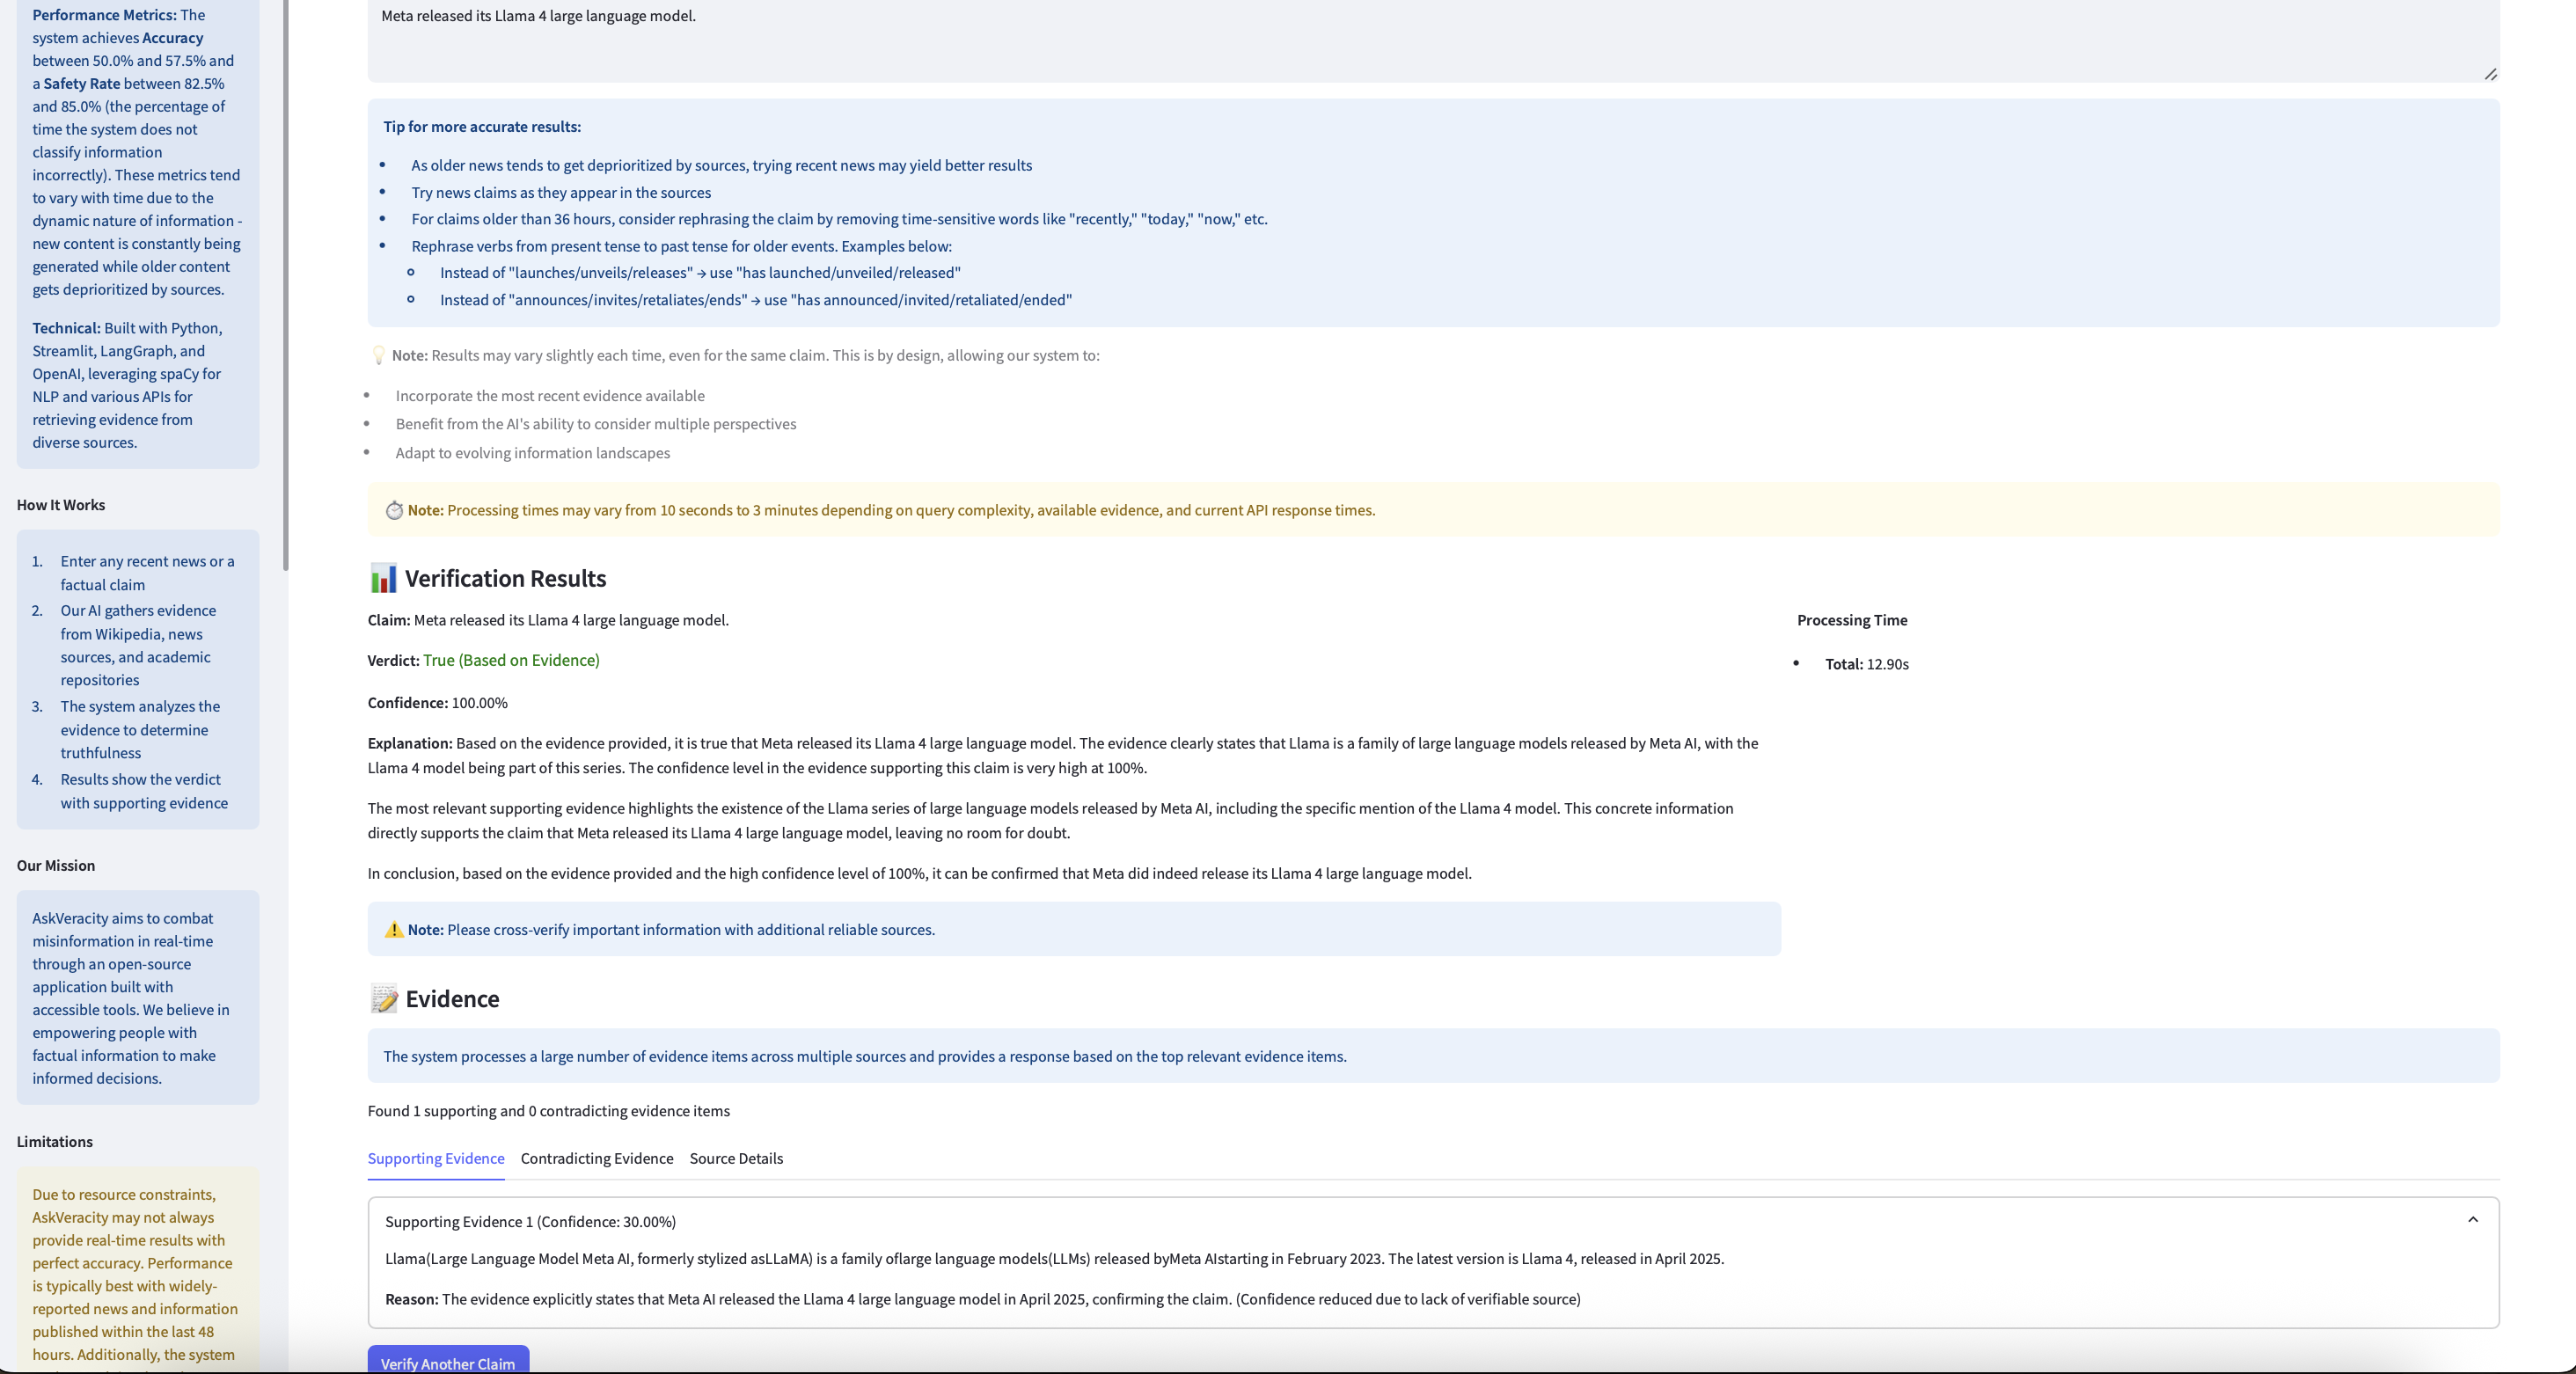 Performance Metrics: The
system achieves Accuracy
between 50.0% and 57.5% and
a Safety Rate between 82.5%
and 85.0% (the percentage of
time the system does not
classify information
incorrectly). These metrics tend
to vary with time due to the
dynamic nature of information -
new content is constantly being
generated while older content
gets deprioritized by sources.
Technical: Built with Python,
Streamlit, LangGraph, and
OpenAI, leveraging spaCy for
NLP and various APIs for
retrieving evidence from
diverse sources.
How It Works
1. Enter any recent news or a
factual claim
2. Our AI gathers evidence
from Wikipedia, news
sources, and academic
repositories
3. The system analyzes the
evidence to determine
truthfulness
4. Results show the verdict
with supporting evidence
Our Mission
AskVeracity aims to combat
misinformation in real-time
through an open-source
application built with
accessible tools. We believe in
empowering people with
factual information to make
informed decisions.
Limitations
Due to resource constraints,
AskVeracity may not always
provide real-time results with
perfect accuracy. Performance
is typically best with widely-
reported news and information
published within the last 48
hours. Additionally, the system
Meta released its Llama 4 large language model.
Tip for more accurate results:
• As older news tends to get deprioritized by sources, trying recent news may yield better results
• Try news claims as they appear in the sources
• For claims older than 36 hours, consider rephrasing the claim by removing time-sensitive words like "recently," "today," "now," etc.
• Rephrase verbs from present tense to past tense for older events. Examples below:
◦ Instead of "launches/unveils/releases" → use "has launched/unveiled/released"
◦ Instead of "announces/invites/retaliates/ends" → use "has announced/invited/retaliated/ended"
💡 Note: Results may vary slightly each time, even for the same claim. This is by design, allowing our system to:
• Incorporate the most recent evidence available
• Benefit from the AI's ability to consider multiple perspectives
• Adapt to evolving information landscapes
⏱️ Note: Processing times may vary from 10 seconds to 3 minutes depending on query complexity, available evidence, and current API response times.
📊 Verification Results
Claim: Meta released its Llama 4 large language model.
Verdict: True (Based on Evidence)
Confidence: 100.00%
Explanation: Based on the evidence provided, it is true that Meta released its Llama 4 large language model. The evidence clearly states that Llama is a family of large language models released by Meta AI, with the
Llama 4 model being part of this series. The confidence level in the evidence supporting this claim is very high at 100%.
The most relevant supporting evidence highlights the existence of the Llama series of large language models released by Meta AI, including the specific mention of the Llama 4 model. This concrete information
directly supports the claim that Meta released its Llama 4 large language model, leaving no room for doubt.
In conclusion, based on the evidence provided and the high confidence level of 100%, it can be confirmed that Meta did indeed release its Llama 4 large language model.
⚠️ Note: Please cross-verify important information with additional reliable sources.
Processing Time
• Total: 12.90s
📝 Evidence
The system processes a large number of evidence items across multiple sources and provides a response based on the top relevant evidence items.
Found 1 supporting and 0 contradicting evidence items
Supporting Evidence Contradicting Evidence Source Details
Supporting Evidence 1 (Confidence: 30.00%)
Llama(Large Language Model Meta AI, formerly stylized asLLaMA) is a family oflarge language models(LLMs) released byMeta AIstarting in February 2023. The latest version is Llama 4, released in April 2025.
Reason: The evidence explicitly states that Meta AI released the Llama 4 large language model in April 2025, confirming the claim. (Confidence reduced due to lack of verifiable source)
Verify Another Claim